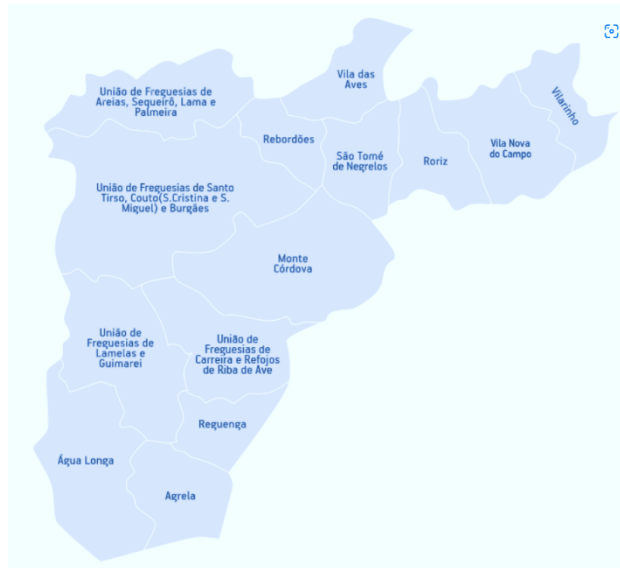 Vila das
Aves
União de Freguesias de
Areias, Sequeirô, Lama e
Palmeira
Vilarinho
Rebordões
Vila Nova
do Campo
São Tomé
de Negrelos
Roriz
União de Freguesias de Santo
Tirso, Couto(S.Cristina e S.
Miguel) e Burgães
Monte
Córdova
União de
Freguesias de
Lamelas e
Guimarei
União de
Freguesias de
Carreira e Refojos
de Riba de Ave
Reguenga
Água Longa
Agrela